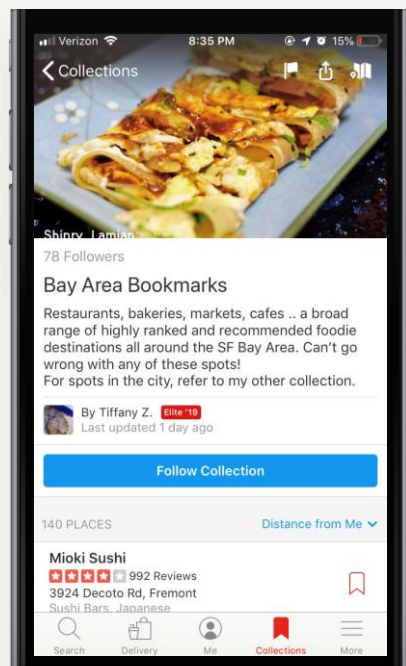 Verizon 8:35 PM 15%
Collections
Shinry, Lamian
78 Followers
Bay Area Bookmarks
Restaurants, bakeries, markets, cafes .. a broad
range of highly ranked and recommended foodie
destinations all around the SF Bay Area. Can't go
wrong with any of these spots!
For spots in the city, refer to my other collection.
By Tiffany Z. Elite '19
Last updated 1 day ago
Follow Collection
140 PLACES Distance from Me
Mioki Sushi
992 Reviews
3924 Decoto Rd, Fremont
Sushi Bars, Japanese
Search Delivery Me Collections More